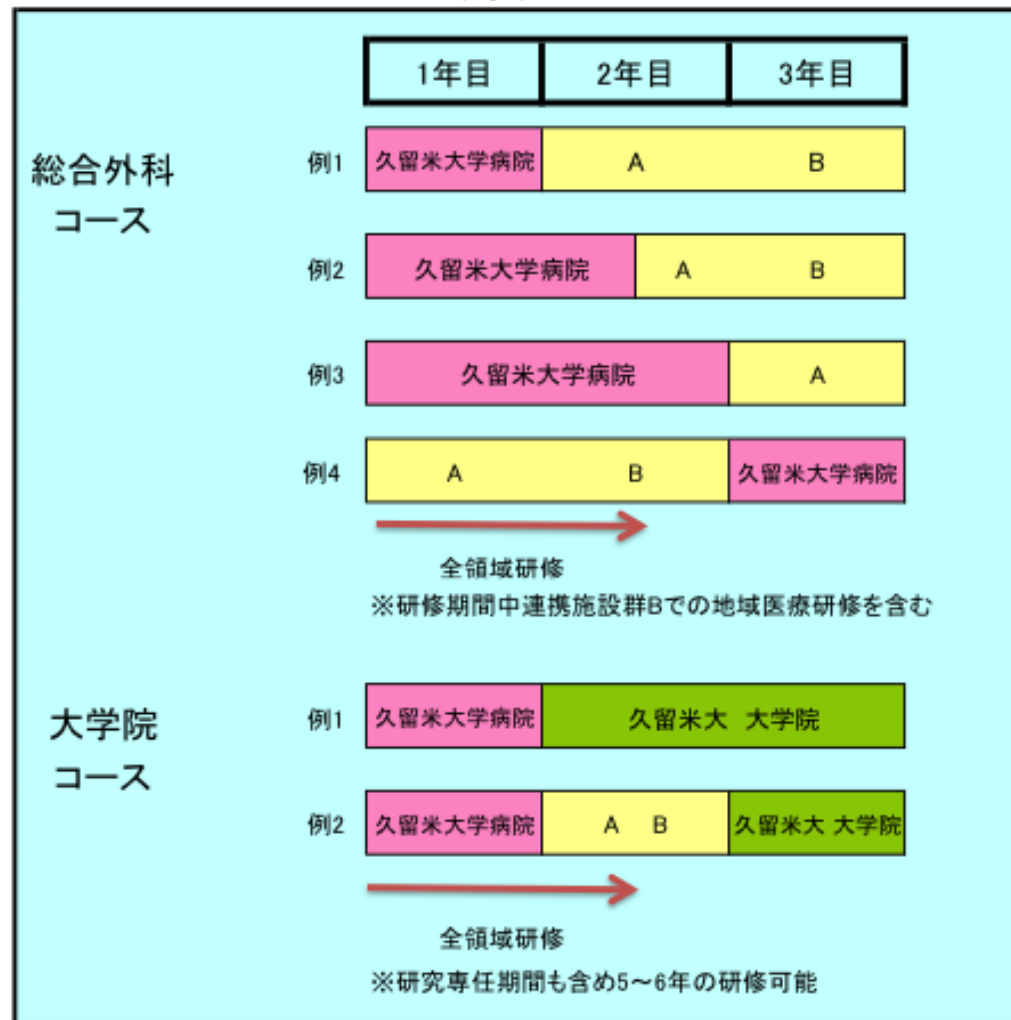 1年目 2年目 3年目
総合外科
コース
例1 久留米大学病院 A B
例2 久留米大学病院 A B
例3 久留米大学病院 A
例4 A B 久留米大学病院
全領域研修
※研修期間中連携施設群Bでの地域医療研修を含む
大学院
コース
例1 久留米大学病院 久留米大 大学院
例2 久留米大学病院 A B 久留米大 大学院
全領域研修
※研究専任期間も含め5～6年の研修可能